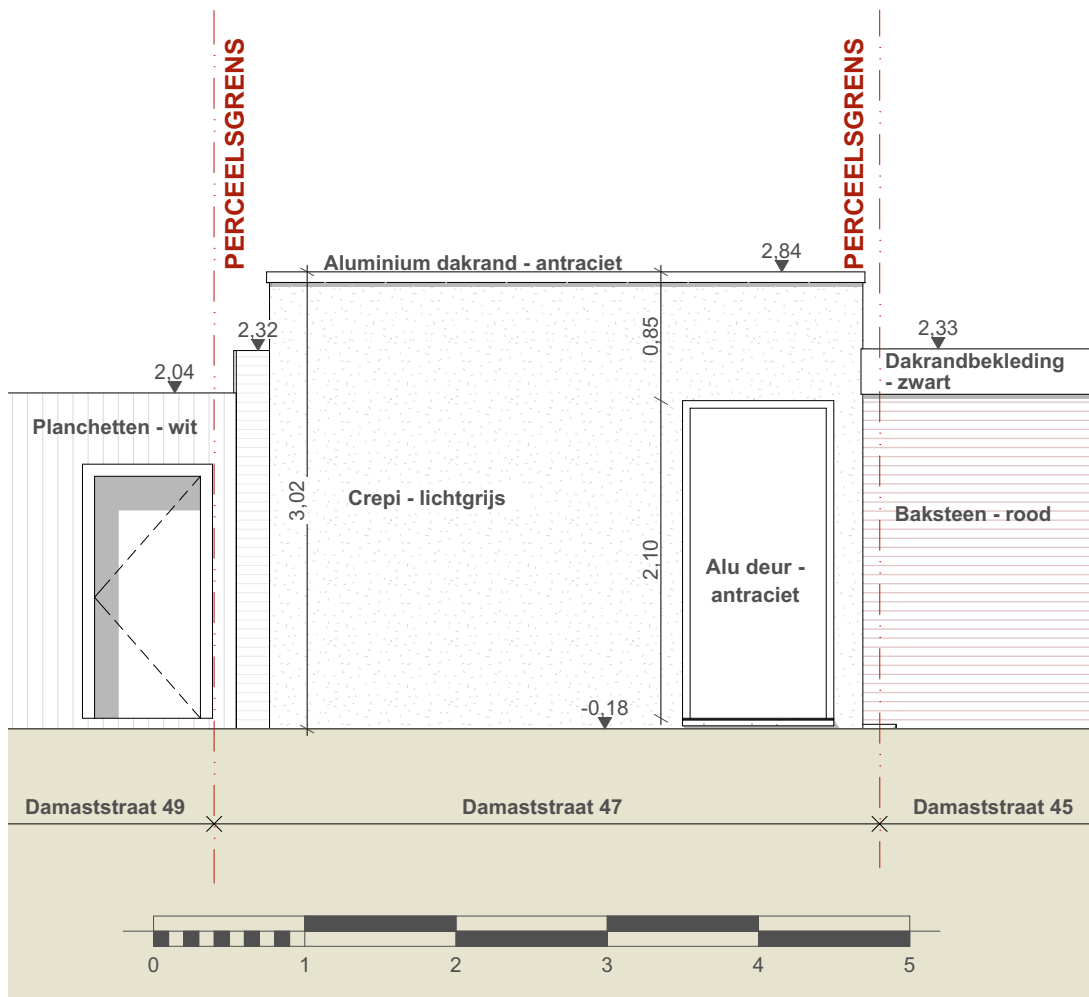 PERCEELSGRENS
PERCEELSGRENS
Aluminium dakrand - antraciet
2,84
2,32
2,33
2,04
0,85
Dakrandbekleding
- zwart
Planchetten - wit
3,02
Crepi - lichtgrijs
2,10
Baksteen - rood
Alu deur -
antraciet
-0,18
Damaststraat 49
Damaststraat 47
Damaststraat 45
0 1 2 3 4 5